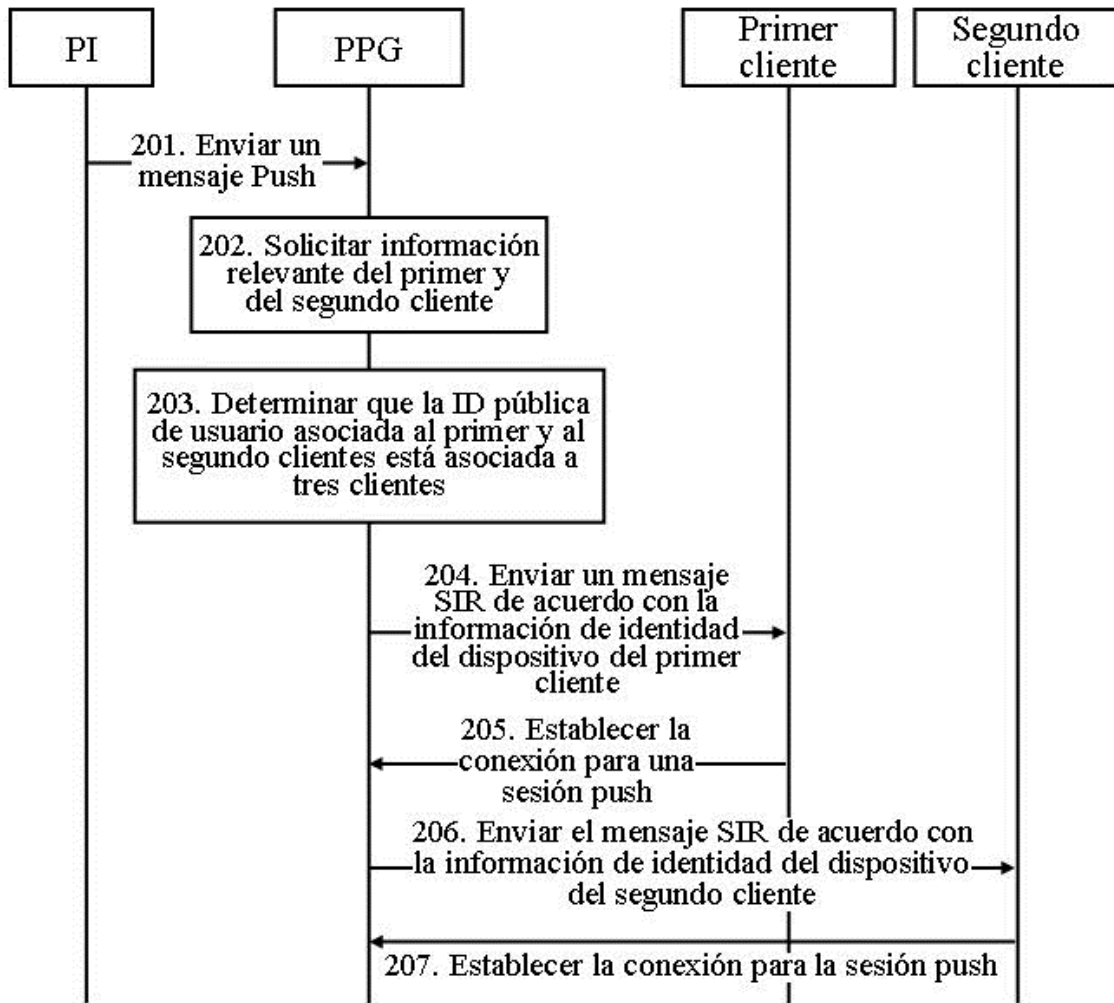 PI
PPG
Primer
cliente
Segundo
cliente
201. Enviar un
mensaje Push
202. Solicitar información
relevante del primer y
del segundo cliente
203. Determinar que la ID pública
de usuario asociada al primer y al
segundo clientes está asociada a
tres clientes
204. Enviar un mensaje
SIR de acuerdo con la
información de identidad
del dispositivo del primer
cliente
205. Establecer la
conexión para una
sesión push
206. Enviar el mensaje SIR de acuerdo con
la información de identidad del dispositivo
del segundo cliente
207. Establecer la conexión para la sesión push